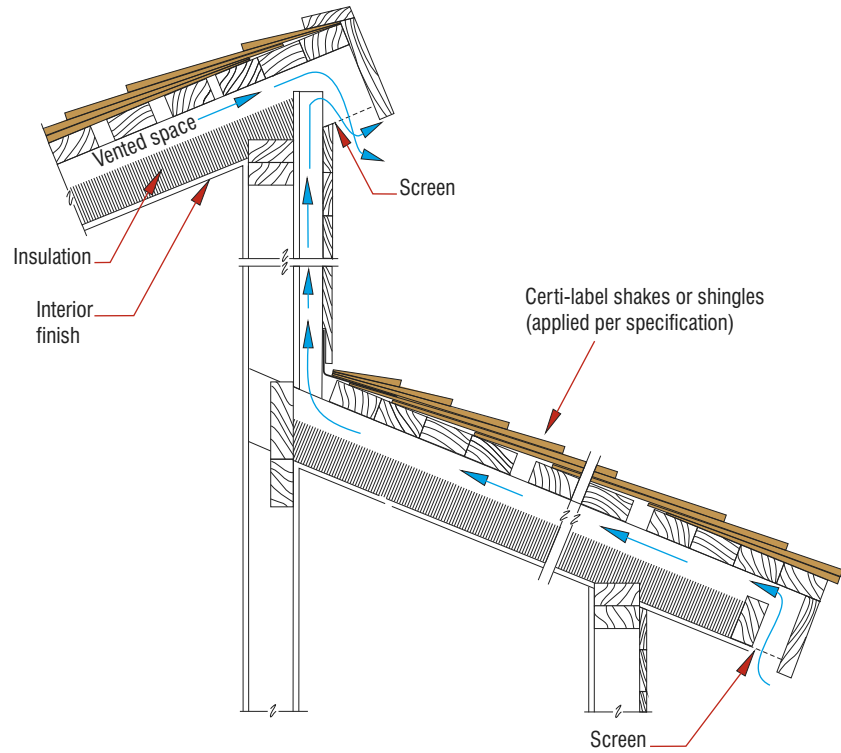 Vented space
Screen
Insulation
Interior
finish
Certi-label shakes or shingles
(applied per specification)
Screen